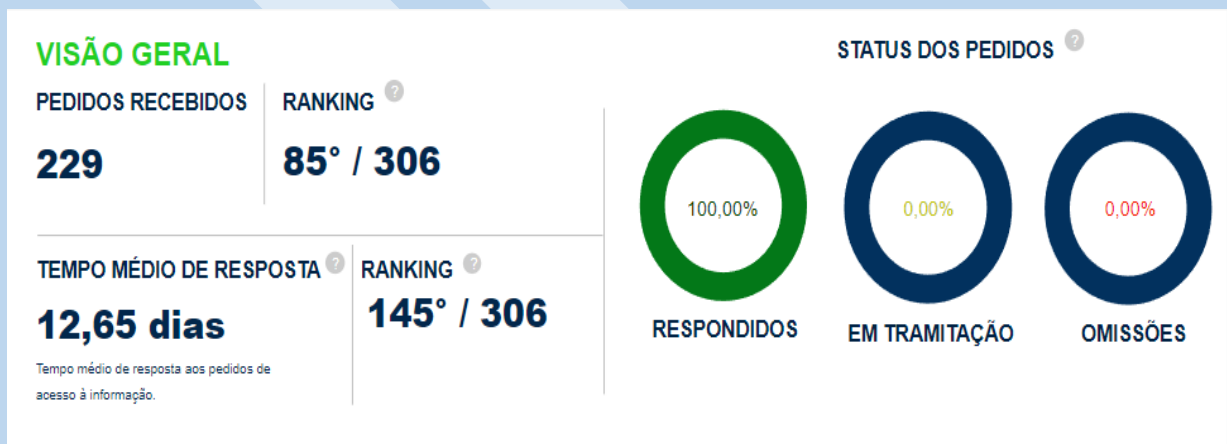 VISÃO GERAL
PEDIDOS RECEBIDOS
229
RANKING ?
85° / 306
TEMPO MÉDIO DE RESPOSTA ?
12,65 dias
Tempo médio de resposta aos pedidos de
acesso à informação.
RANKING ?
145° / 306
STATUS DOS PEDIDOS ?
100,00%
RESPONDIDOS
0,00%
EM TRAMITAÇÃO
0,00%
OMISSÕES